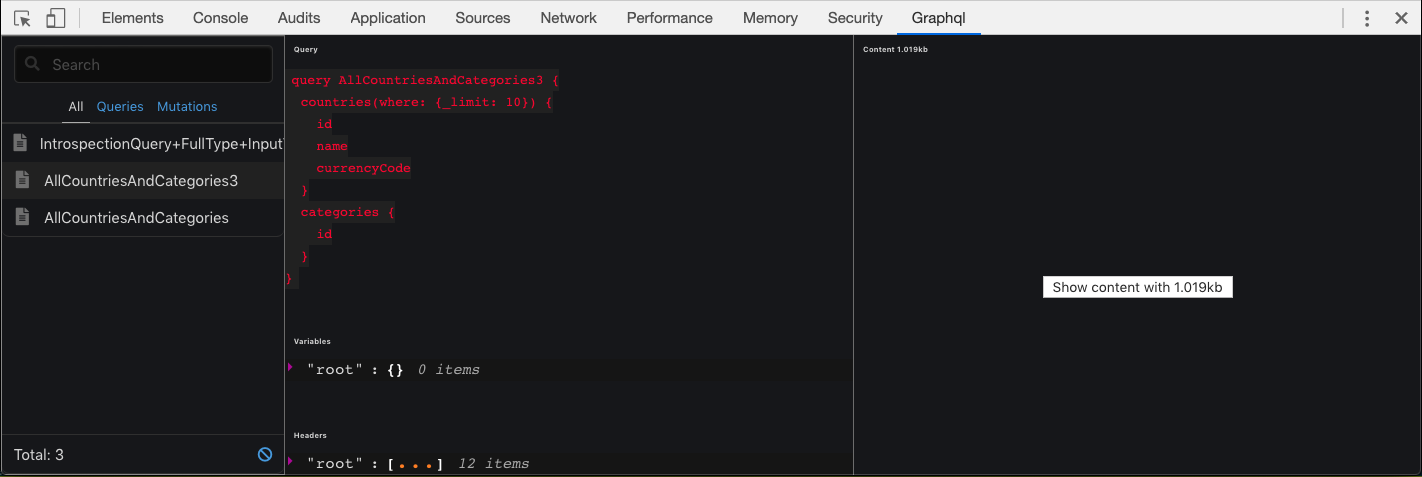 Elements Console Audits Application Sources Network Performance Memory Security Graphql
Search
All Queries Mutations
IntrospectionQuery+FullType+InputT
AllCountriesAndCategories3
AllCountriesAndCategories
Total: 3
Query
query AllCountriesAndCategories3 {
countries(where: {_limit: 10}) {
id
name
currencyCode
}
categories {
id
}
}
Variables
"root" : {} 0 items
Headers
"root" : [...] 12 items
Content 1.019kb
Show content with 1.019kb